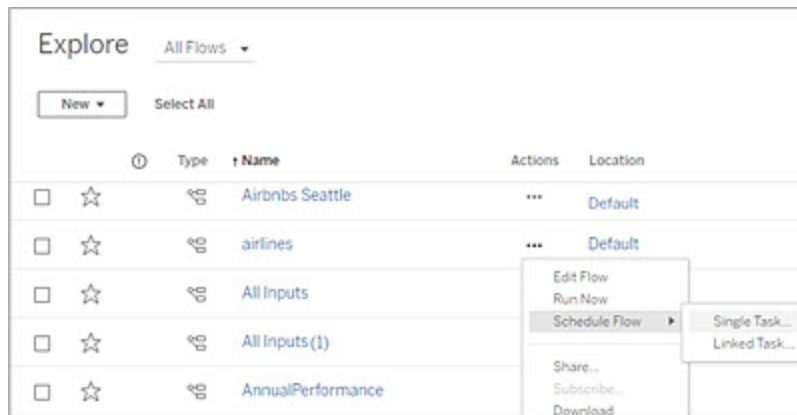 Explore All Flows
New Select All
Type ↑ Name Actions Location
Airbnbs Seattle ... Default
airlines ... Default
Edit Flow
All Inputs
Run Now
Schedule Flow Single Task...
All Inputs (1) Linked Task...
Share...
Subscribe...
AnnualPerformance
Download